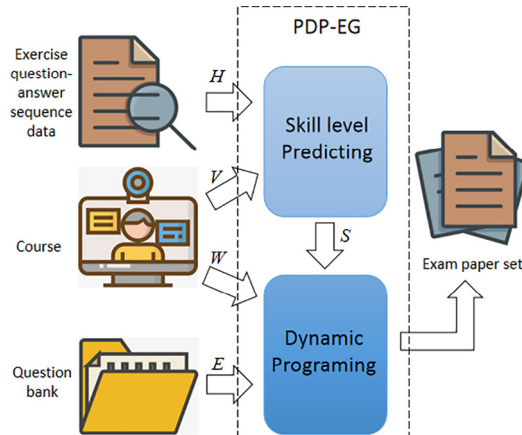 PDP-EG
Exercise
question-
answer
sequence
data
H
Skill level
Predicting
V
Course
W
S
Exam paper set
Dynamic
Programing
Question
bank
E